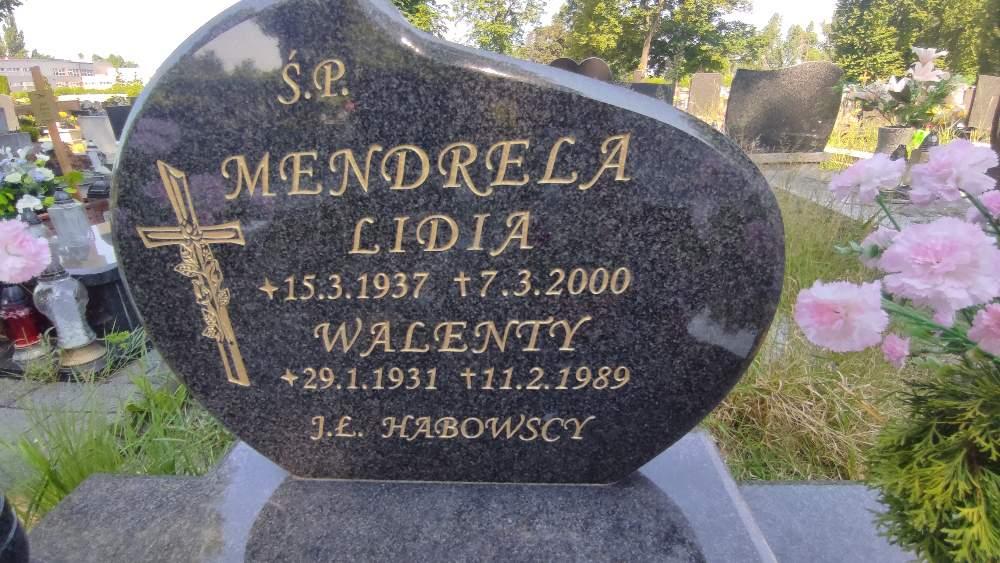 Ś.P.
MENDRELA
LIDIA
+15.3.1937 †7.3.2000
WALENTY
+29.1.1931 †11.2.1989
J.Ł. HABOWSCY